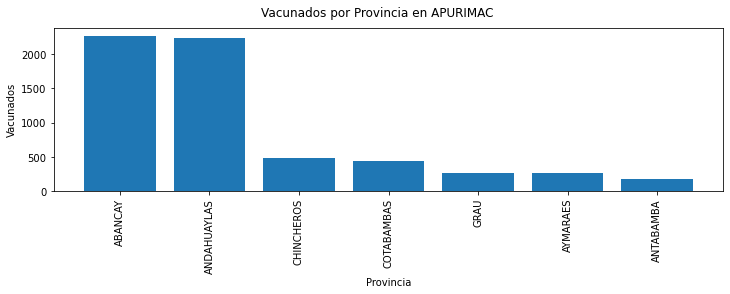 Vacunados por Provincia en APURIMAC
Vacunados
2000
1500
1000
500
0
ABANCAY
ANDAHUAYLAS
CHINCHEROS
COTABAMBAS
GRAU
AYMARAES
ANTABAMBA
Provincia